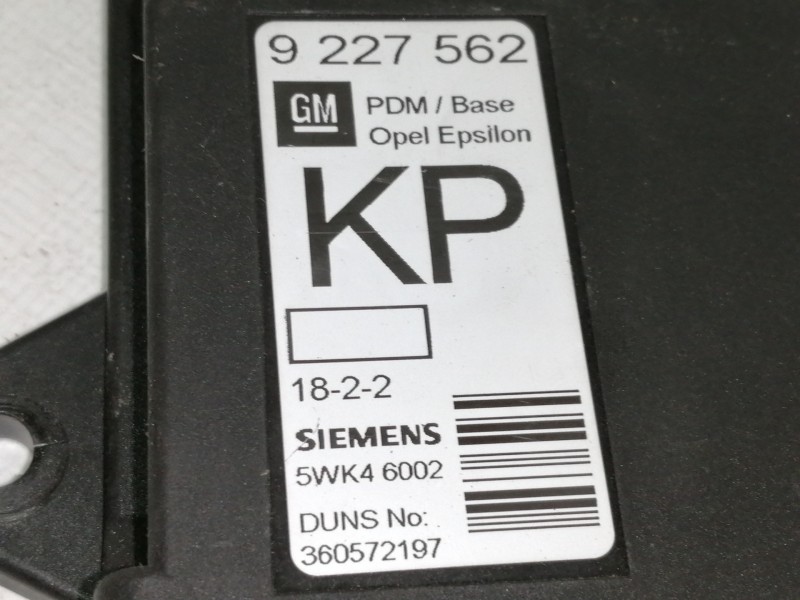 9 227 562
GM PDM / Base
Opel Epsilon
KP
18-2-2
SIEMENS
5WK4 6002
DUNS No:
360572197